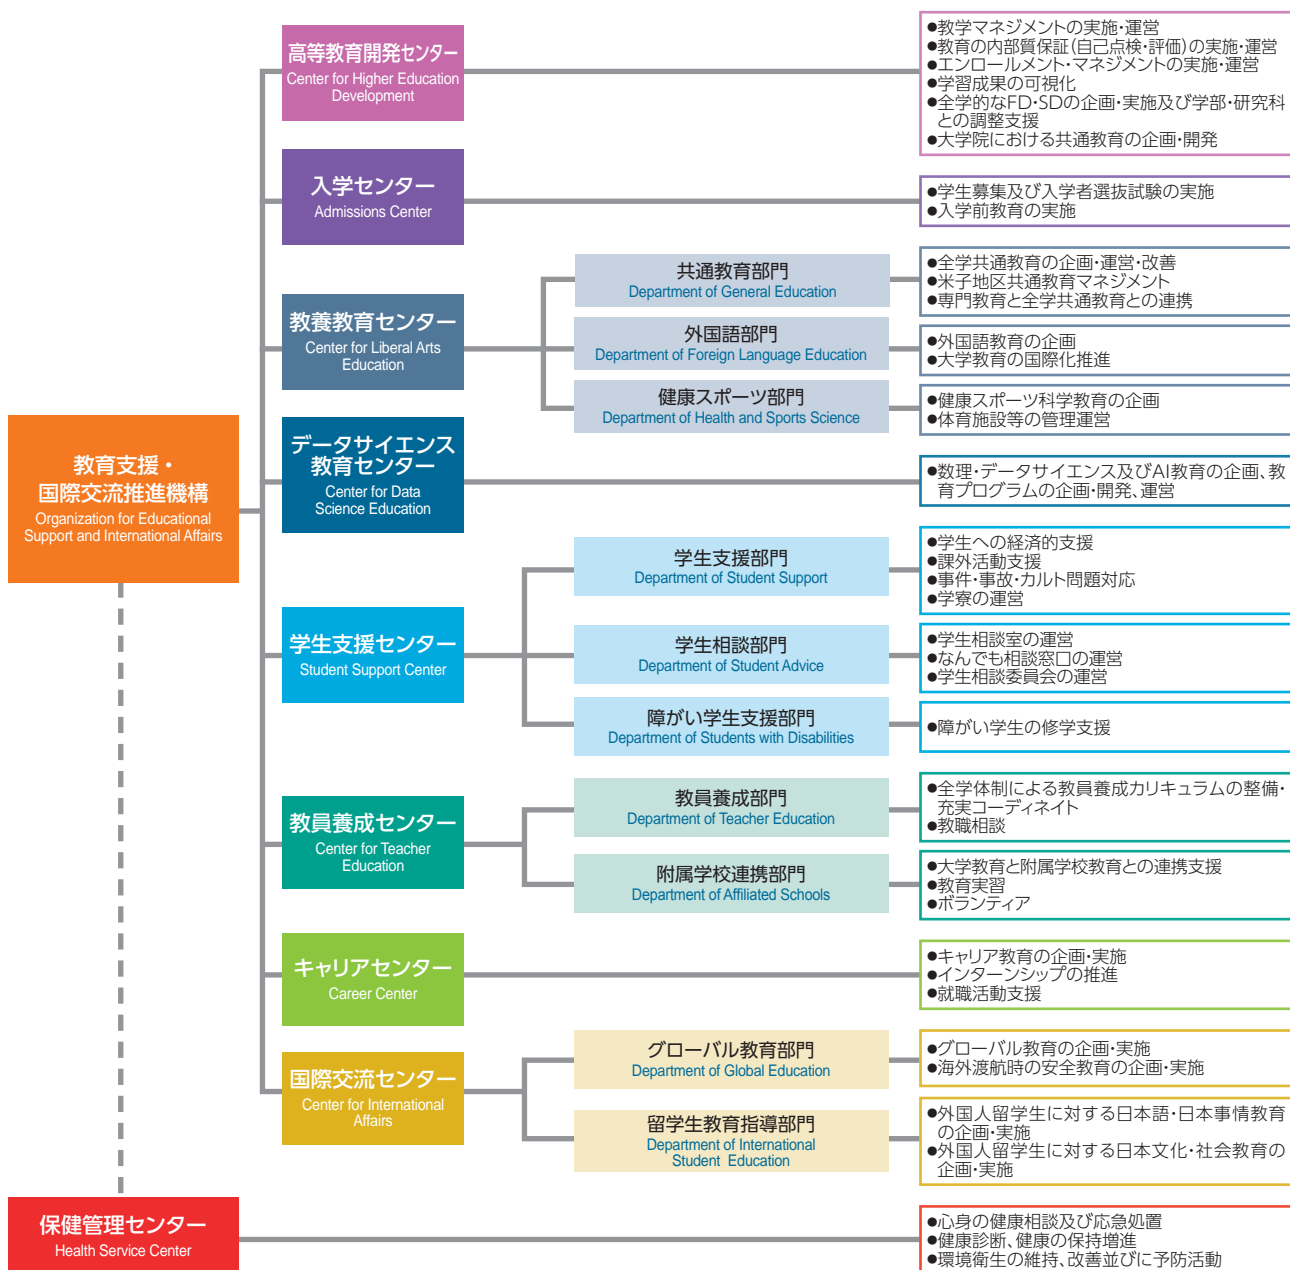 高等教育開発センター
Center for Higher Education
Development
●教学マネジメントの実施・運営
●教育の内部質保証(自己点検・評価)の実施・運営
●エンロールメント・マネジメントの実施・運営
●学習成果の可視化
●全学的なFD・SDの企画・実施及び学部・研究科
との調整支援
●大学院における共通教育の企画・開発
入学センター
Admissions Center
●学生募集及び入学者選抜試験の実施
●入学前教育の実施
教養教育センター
Center for Liberal Arts
Education
共通教育部門
Department of General Education
●全学共通教育の企画・運営・改善
●米子地区共通教育マネジメント
●専門教育と全学共通教育との連携
外国語部門
Department of Foreign Language Education
●外国語教育の企画
●大学教育の国際化推進
健康スポーツ部門
Department of Health and Sports Science
●健康スポーツ科学教育の企画
●体育施設等の管理運営
教育支援・
国際交流推進機構
Organization for Educational
Support and International Affairs
データサイエンス
教育センター
Center for Data
Science Education
●数理・データサイエンス及びAI教育の企画、教
育プログラムの企画・開発、運営
学生支援センター
Student Support Center
学生支援部門
Department of Student Support
●学生への経済的支援
●課外活動支援
●事件・事故・カルト問題対応
●学寮の運営
学生相談部門
Department of Student Advice
●学生相談室の運営
●なんでも相談窓口の運営
●学生相談委員会の運営
障がい学生支援部門
Department of Students with Disabilities
●障がい学生の修学支援
教員養成センター
Center for Teacher
Education
教員養成部門
Department of Teacher Education
●全学体制による教員養成カリキュラムの整備・
充実コーディネイト
●教職相談
附属学校連携部門
Department of Affiliated Schools
●大学教育と附属学校教育との連携支援
●教育実習
●ボランティア
キャリアセンター
Career Center
●キャリア教育の企画・実施
●インターンシップの推進
●就職活動支援
国際交流センター
Center for International
Affairs
グローバル教育部門
Department of Global Education
●グローバル教育の企画・実施
●海外渡航時の安全教育の企画・実施
留学生教育指導部門
Department of International
Student Education
●外国人留学生に対する日本語・日本事情教育
の企画・実施
●外国人留学生に対する日本文化・社会教育の
企画・実施
保健管理センター
Health Service Center
●心身の健康相談及び応急処置
●健康診断、健康の保持増進
●環境衛生の維持、改善並びに予防活動